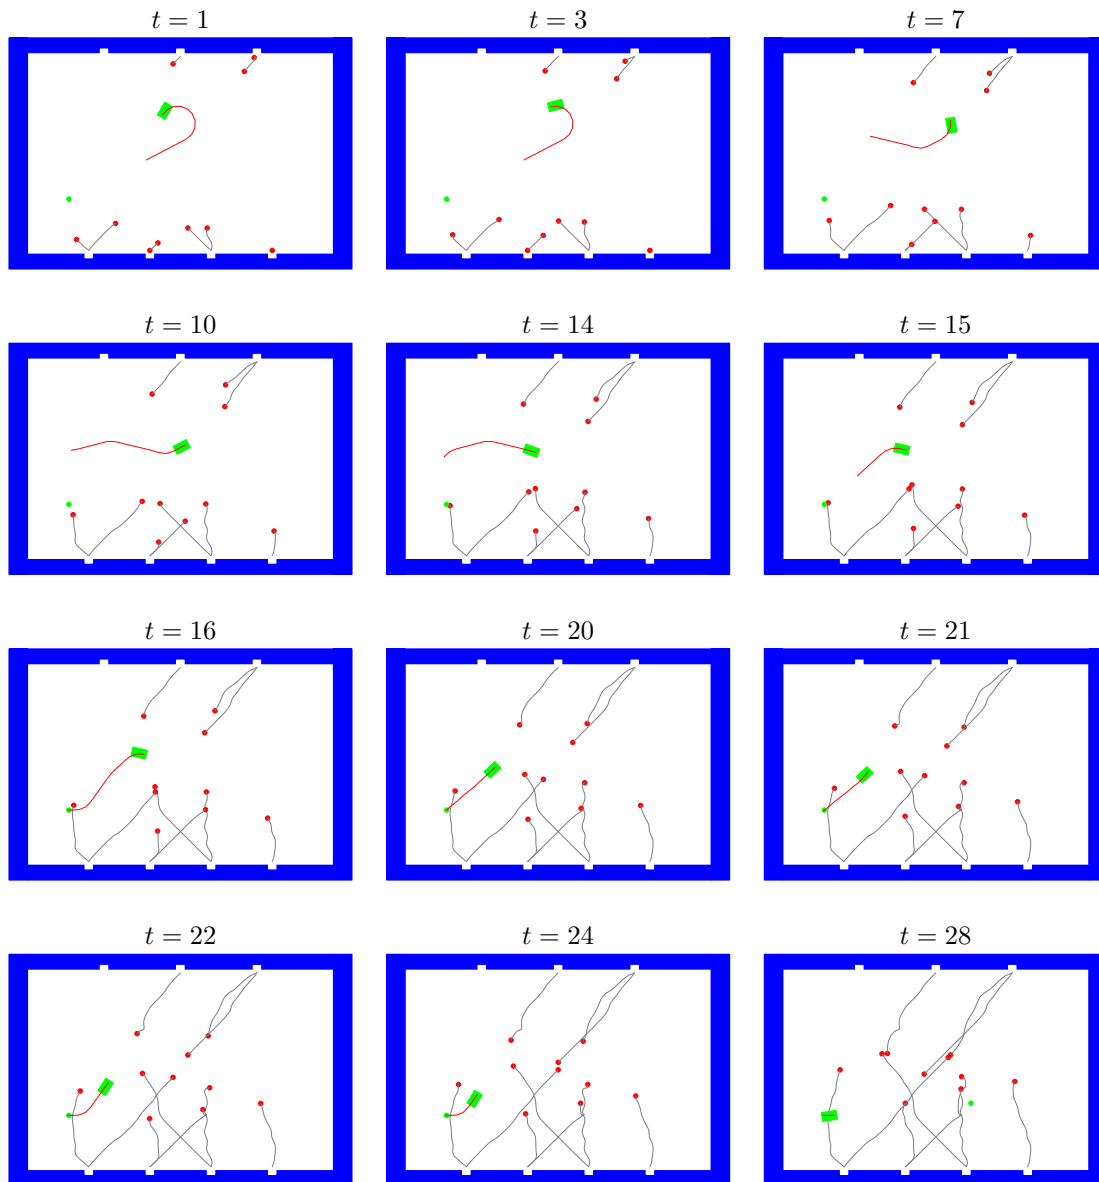 t = 1
t = 3
t = 7
t = 10
t = 14
t = 15
t = 16
t = 20
t = 21
t = 22
t = 24
t = 28